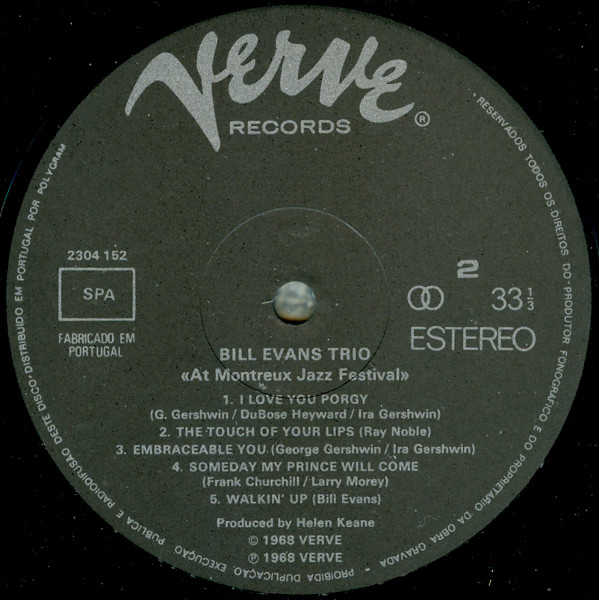 Verve
RECORDS ®
RESERVADOS TODOS OS DIREITOS DO PRODUTOR FONOGRÁFICO E DO PROPRIETÁRIO DA OBRA GRAVADA · PROIBIDA DUPLICAÇÃO, EXECUÇÃO PÚBLICA E RADIODIFUSÃO DESTE DISCO · DISTRIBUIDO EM PORTUGAL POR POLYGRAM
2304 152
SPA
FABRICADO EM
PORTUGAL
2
33 1/3
ESTEREO
BILL EVANS TRIO
«At Montreux Jazz Festival»
1. I LOVE YOU PORGY
(G. Gershwin / DuBose Heyward / Ira Gershwin)
2. THE TOUCH OF YOUR LIPS (Ray Noble)
3. EMBRACEABLE YOU (George Gershwin / Ira Gershwin)
4. SOMEDAY MY PRINCE WILL COME
(Frank Churchill / Larry Morey)
5. WALKIN' UP (Bill Evans)
Produced by Helen Keane
© 1968 VERVE
℗ 1968 VERVE